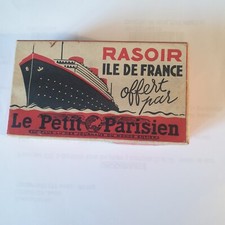 RASOIR
ILE DE FRANCE
offert
par
Le Petit Parisien